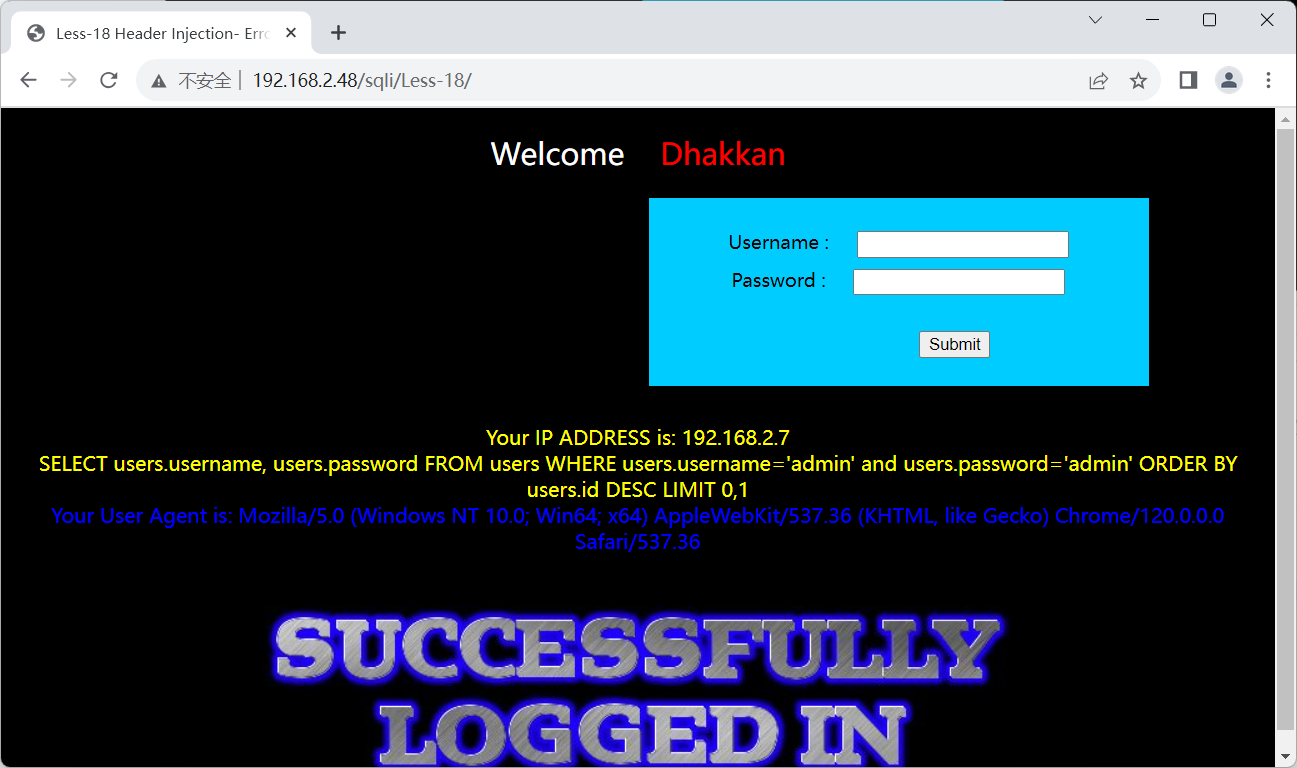 Less-18 Header Injection- Erro
不安全 192.168.2.48/sqli/Less-18/
Welcome Dhakkan
Username :
Password :
Submit
Your IP ADDRESS is: 192.168.2.7
SELECT users.username, users.password FROM users WHERE users.username='admin' and users.password='admin' ORDER BY
users.id DESC LIMIT 0,1
Your User Agent is: Mozilla/5.0 (Windows NT 10.0; Win64; x64) AppleWebKit/537.36 (KHTML, like Gecko) Chrome/120.0.0.0
Safari/537.36
SUCCESSFULLY
LOGGED IN